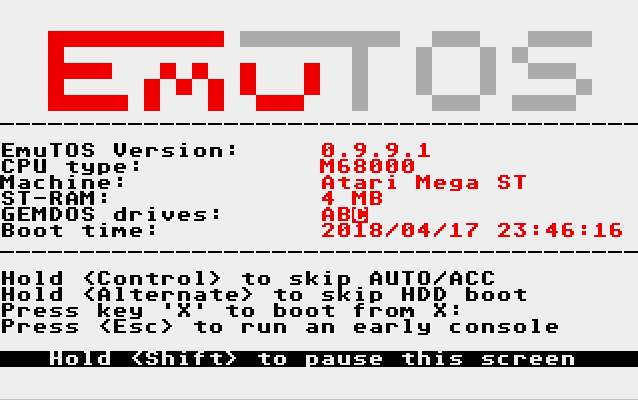 EmuTOS
EmuTOS Version: 0.9.9.1
CPU type: M68000
Machine: Atari Mega ST
ST-RAM: 4 MB
GEMDOS drives: ABC
Boot time: 2018/04/17 23:46:16
Hold <Control> to skip AUTO/ACC
Hold <Alternate> to skip HDD boot
Press key 'X' to boot from X:
Press <Esc> to run an early console
Hold <Shift> to pause this screen